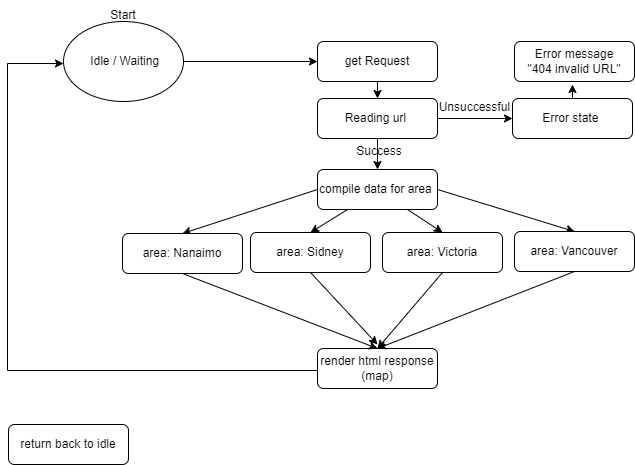 Start
Idle / Waiting
get Request
Error message
"404 invalid URL"
Reading url
Unsuccessful
Error state
Success
compile data for area
area: Nanaimo
area: Sidney
area: Victoria
area: Vancouver
render html response
(map)
return back to idle